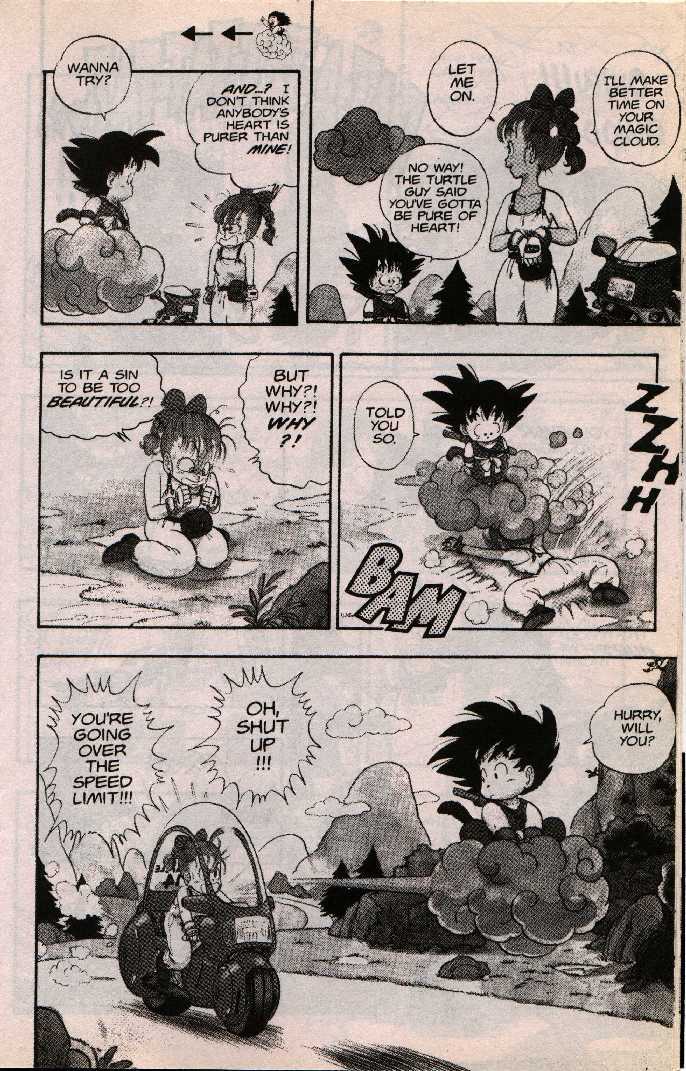 I'LL MAKE
BETTER
TIME ON
YOUR
MAGIC
CLOUD.
LET
ME
ON.
NO WAY!
THE TURTLE
GUY SAID
YOU'VE GOTTA
BE PURE OF
HEART!
AND...? I
DON'T THINK
ANYBODY'S
HEART IS
PURER THAN
MINE!
WANNA
TRY?
ZZHH
TOLD
YOU
SO.
BAM
BUT
WHY?!
WHY?!
WHY
?!
IS IT A SIN
TO BE TOO
BEAUTIFUL?!
HURRY,
WILL
YOU?
OH,
SHUT
UP
!!!
YOU'RE
GOING
OVER
THE
SPEED
LIMIT!!!